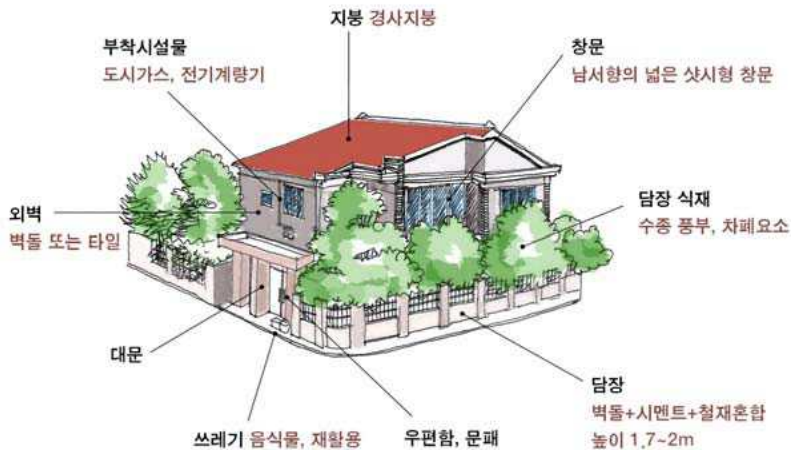 지붕 경사지붕
부착시설물
도시가스, 전기계량기
창문
남서향의 넓은 샷시형 창문
외벽
벽돌 또는 타일
담장 식재
수종 풍부, 차폐요소
대문
담장
벽돌+시멘트+철재혼합
높이 1.7~2m
쓰레기 음식물, 재활용
우편함, 문패